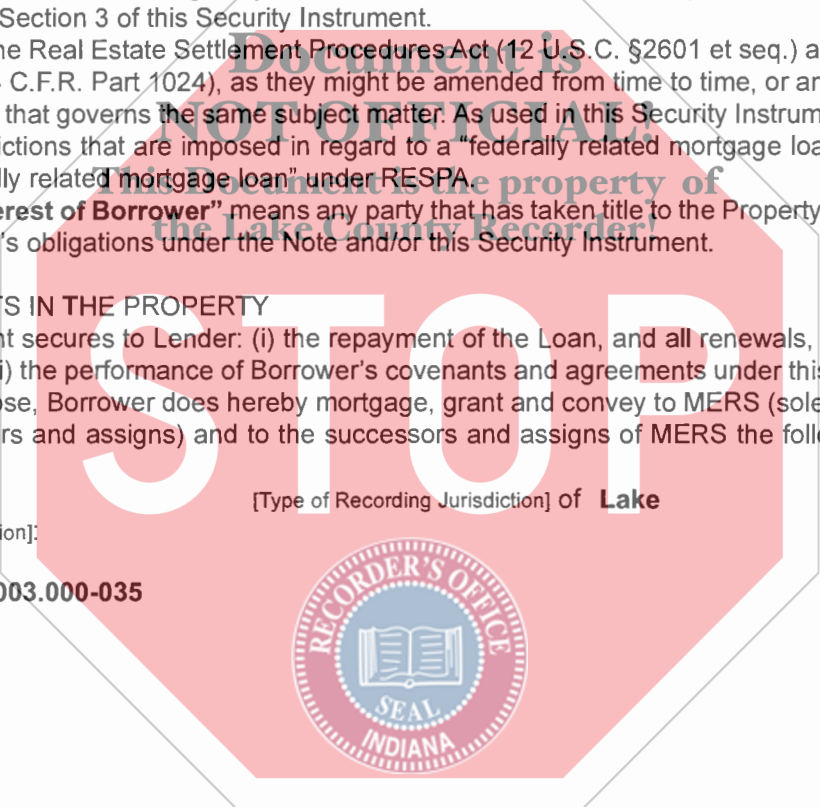 Section 3 of this Security Instrument.
ne Real Estate Settlement Procedures Act (12 U.S.C. §2601 et seq.) a
C.F.R. Part 1024), as they might be amended from time to time, or an
that governs the same subject matter. As used in this Security Instrum
ictions that are imposed in regard to a “federally related mortgage loa
lly related mortgage loan” under RESPA.
erest of Borrower” means any party that has taken title to the Property
's obligations under the Note and/or this Security Instrument.
Document is
NOT OFFICIAL!
This Document is the property of
the Lake County Recorder!
TS IN THE PROPERTY
nt secures to Lender: (i) the repayment of the Loan, and all renewals,
i) the performance of Borrower's covenants and agreements under this
ose, Borrower does hereby mortgage, grant and convey to MERS (sole
rs and assigns) and to the successors and assigns of MERS the follo
STOP
[Type of Recording Jurisdiction] of Lake
ion]:
003.000-035
RECORDER'S OFFICE
SEAL
INDIANA